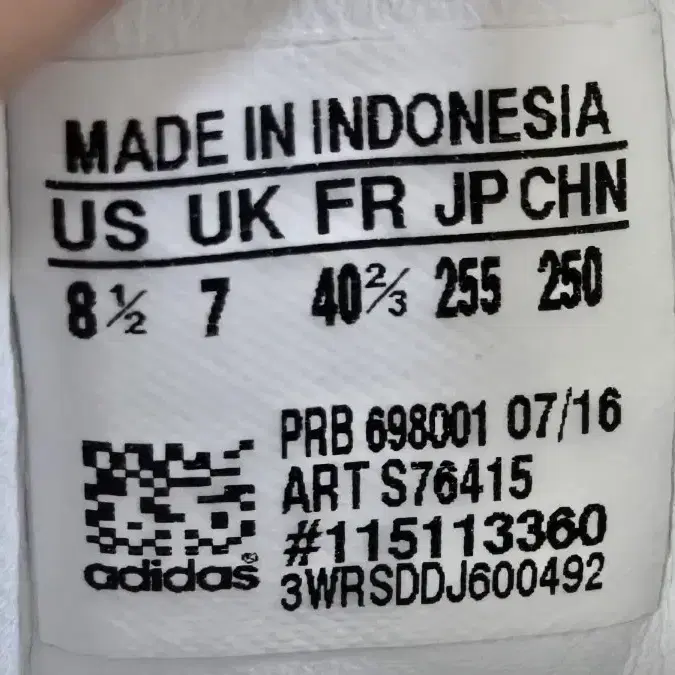 MADE IN INDONESIA
US UK FR JP CHN
8½ 7 40⅔ 255 250
PRB 698001 07/16
ART S76415
#115113360
3WRSDDJ600492
adidas®